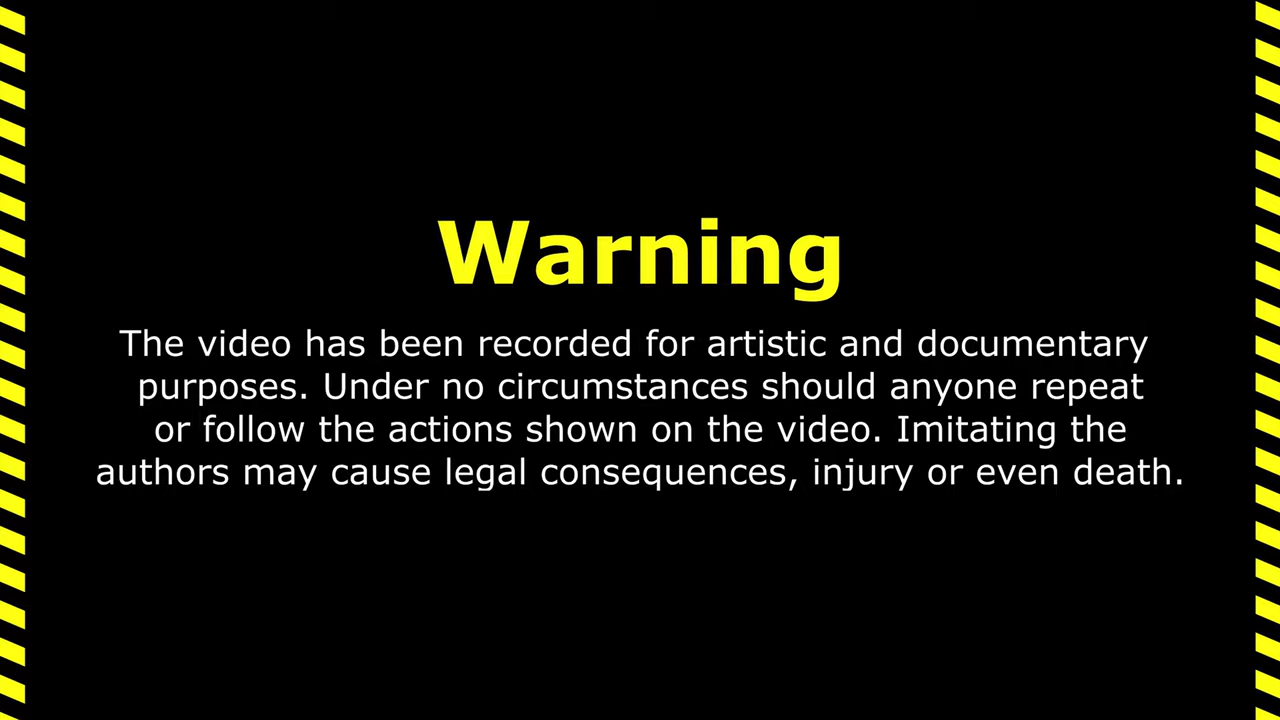 Warning
The video has been recorded for artistic and documentary
purposes. Under no circumstances should anyone repeat
or follow the actions shown on the video. Imitating the
authors may cause legal consequences, injury or even death.